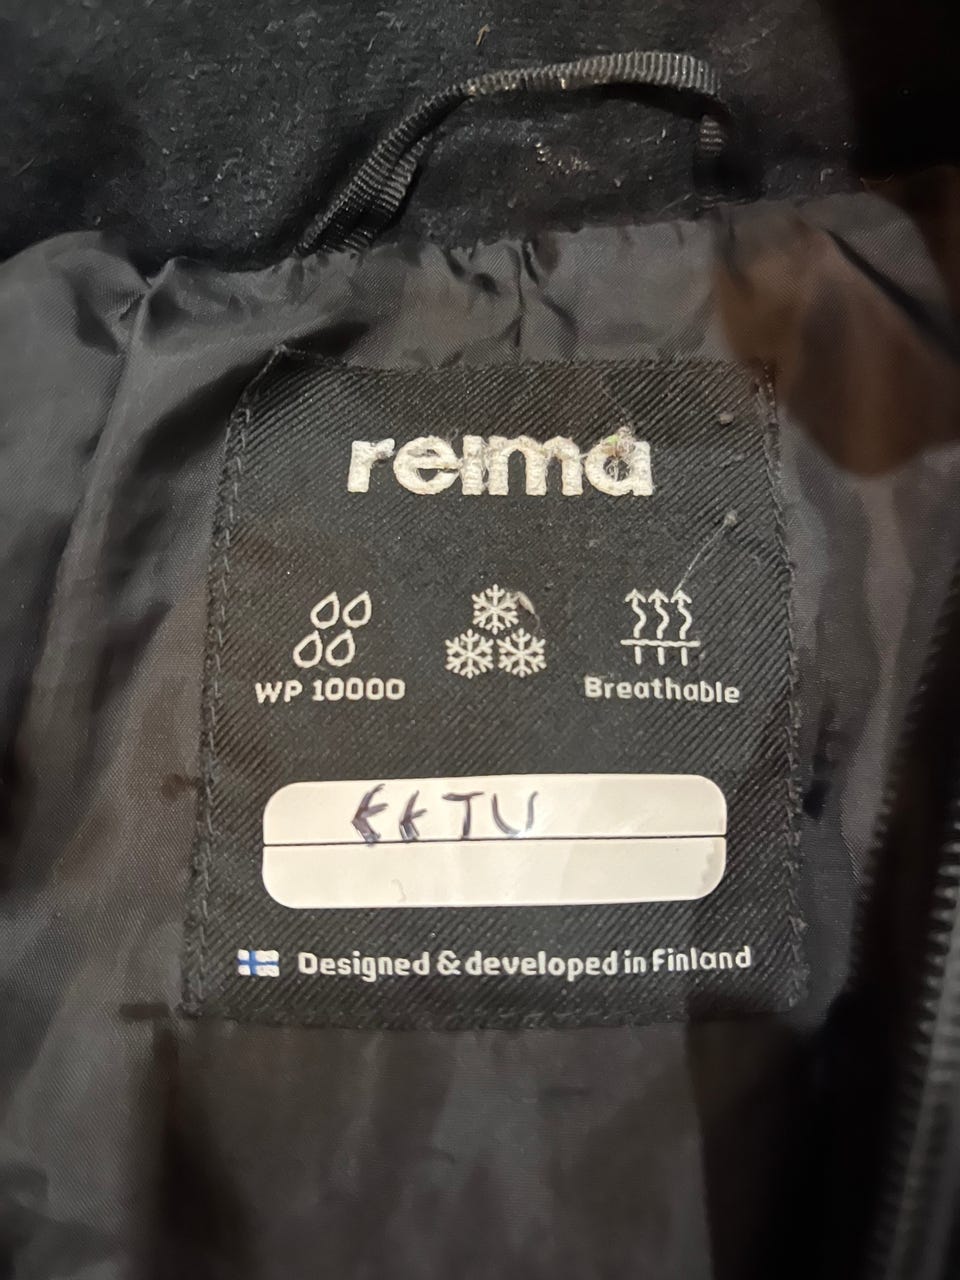 reima
WP 10000
Breathable
EETU
Designed & developed in Finland